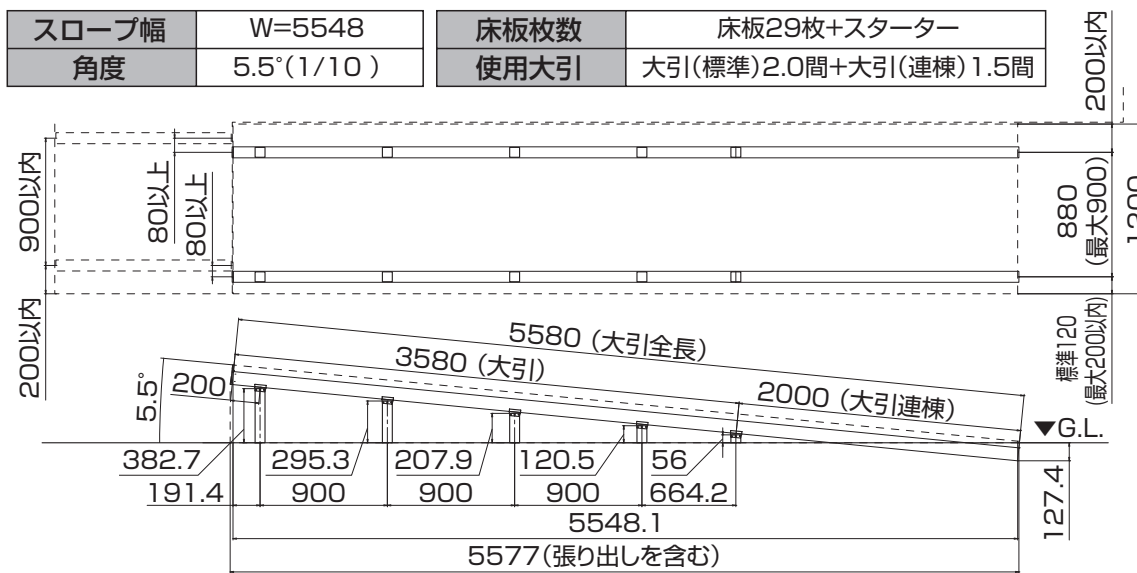 スロープ幅 W=5548
角度 5.5°(1/10 )
床板枚数 床板29枚+スターター
使用大引 大引(標準)2.0間+大引(連棟)1.5間
200以内
900以内
80以上
80以上
200以内
880
(最大900)
1200
標準120
(最大200以内)
5580 (大引全長)
3580 (大引)
2000 (大引連棟)
5.5°
200
▼G.L.
382.7
295.3
207.9
120.5
56
191.4
900
900
900
664.2
127.4
5548.1
5577(張り出しを含む)